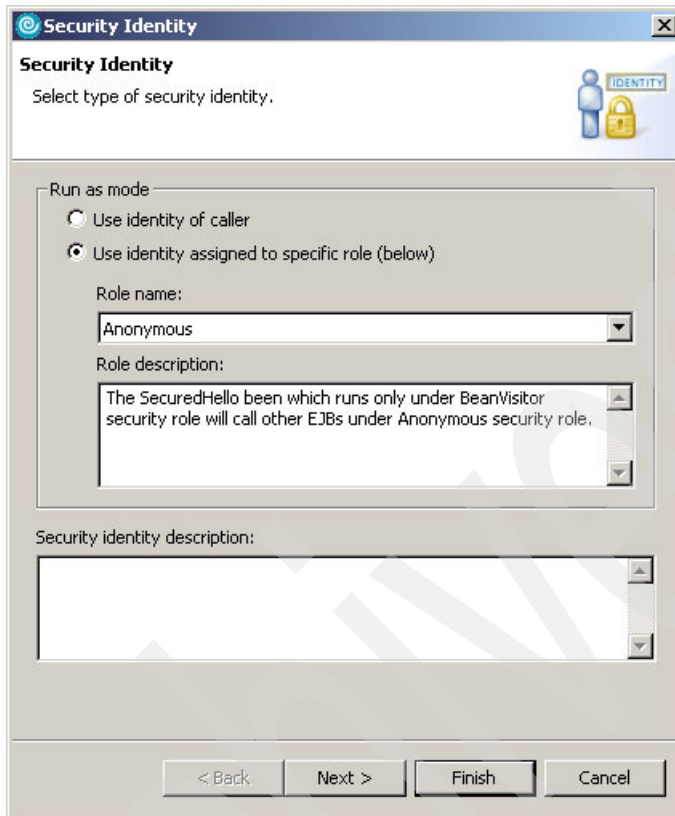 Security Identity
Security Identity
Select type of security identity.
IDENTITY
Run as mode
Use identity of caller
Use identity assigned to specific role (below)
Role name:
Anonymous
Role description:
The SecuredHello been which runs only under BeanVisitor
security role will call other EJBs under Anonymous security role.
Security identity description:
< Back
Next >
Finish
Cancel